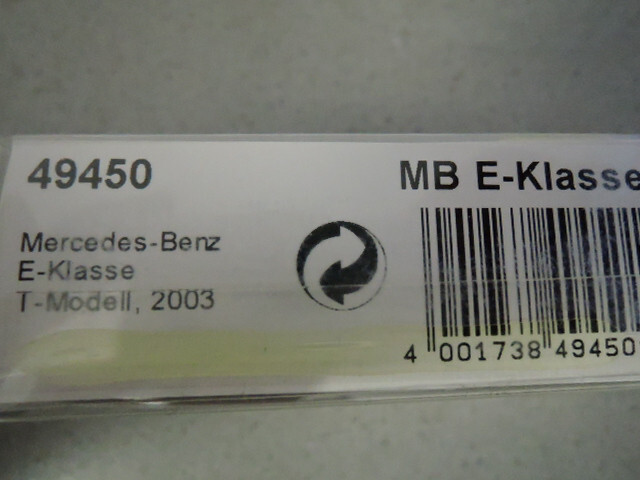 49450
MB E-Klasse
Mercedes-Benz
E-Klasse
T-Modell, 2003
4 001738 49450